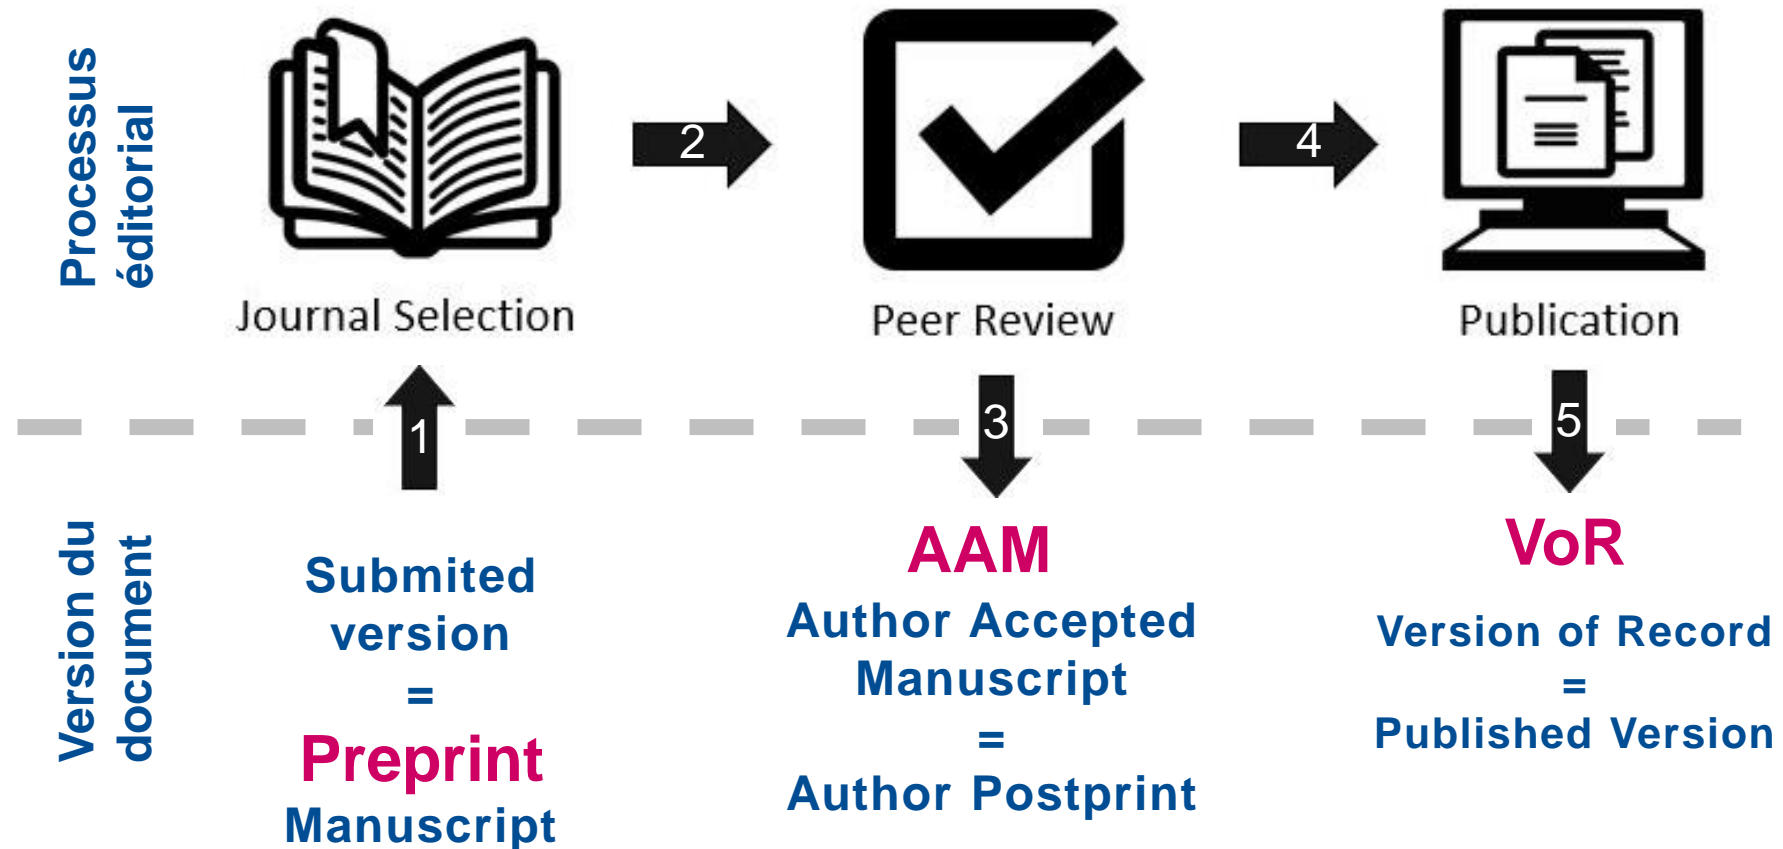 Processus
éditorial
2
4
Journal Selection
Peer Review
Publication
1
3
5
Version du
document
Submited
version
=
Preprint
Manuscript
AAM
Author Accepted
Manuscript
=
Author Postprint
VoR
Version of Record
=
Published Version